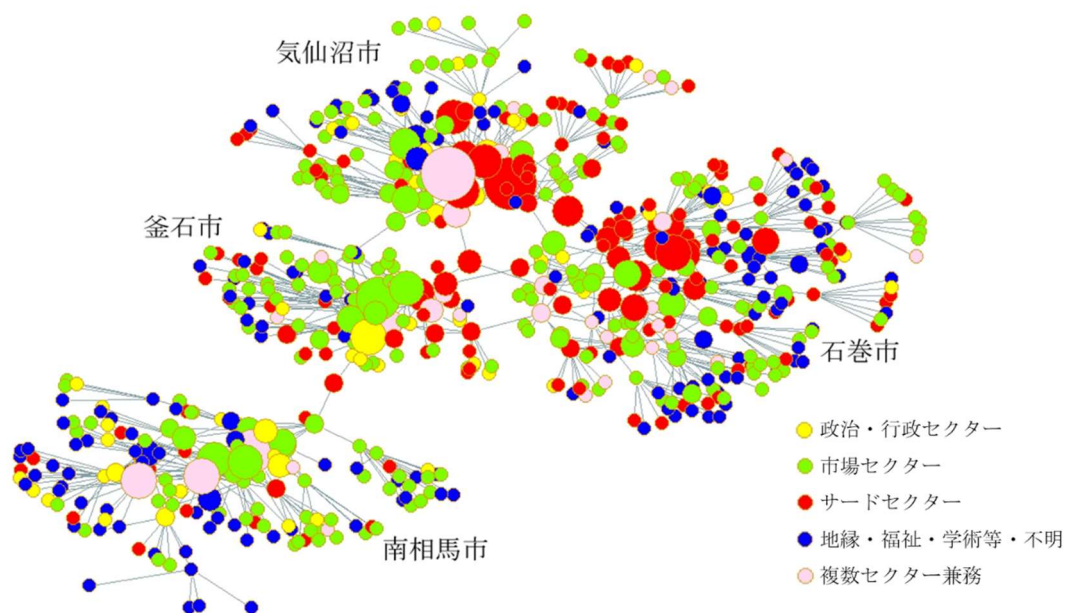 気仙沼市
釜石市
石巻市
南相馬市
政治・行政セクター
市場セクター
サードセクター
地縁・福祉・学術等・不明
複数セクター兼務